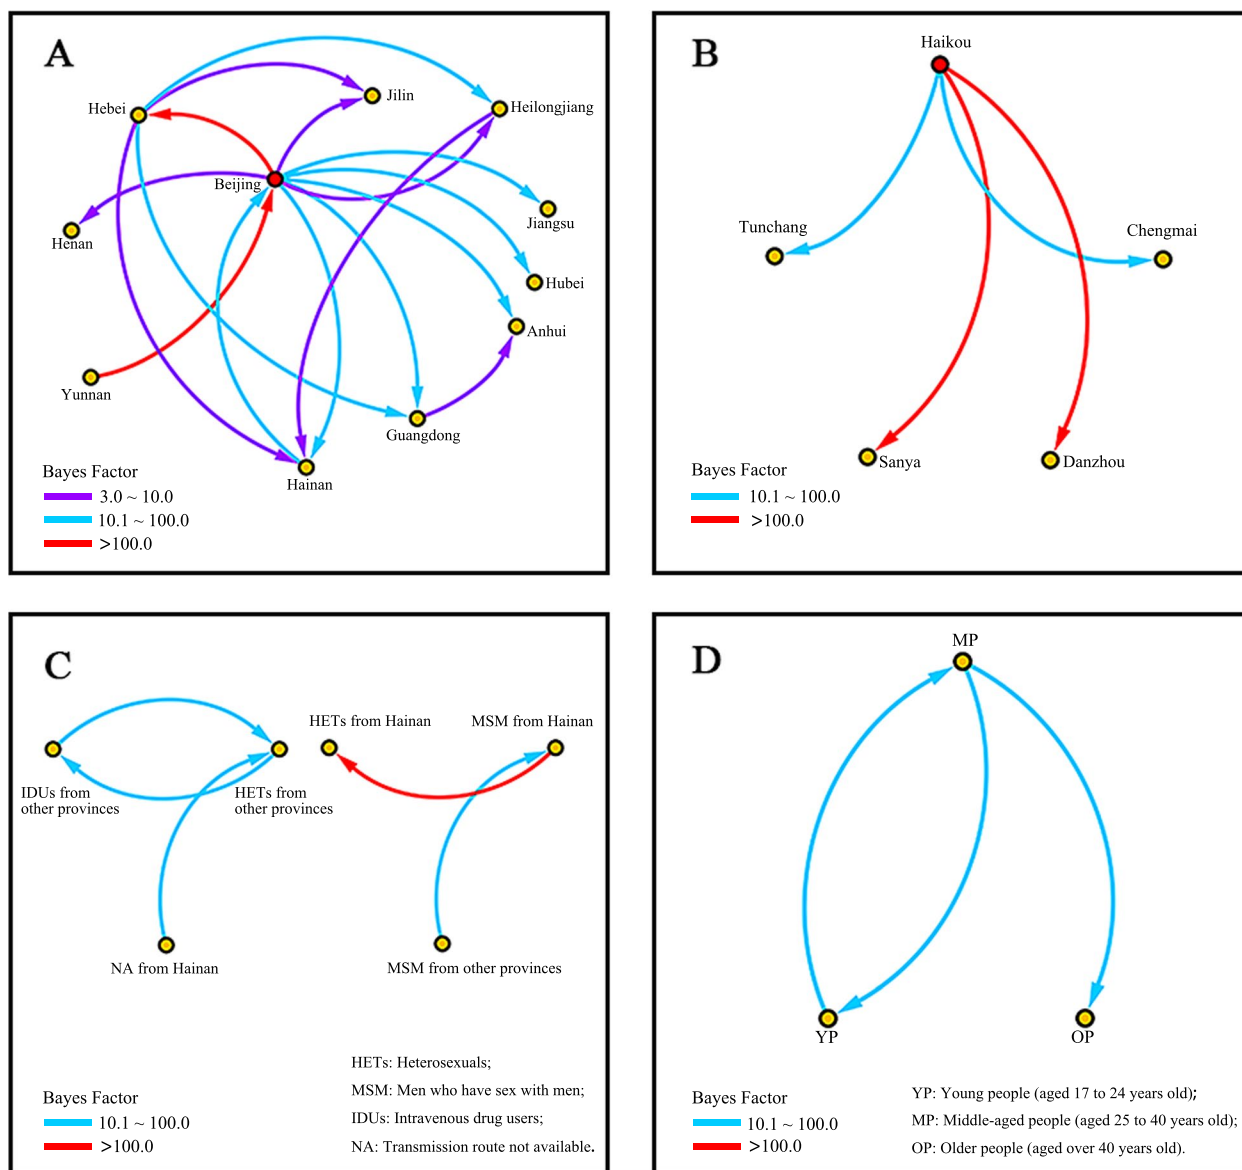 A
Hebei
Jilin
Heilongjiang
Beijing
Jiangsu
Henan
Hubei
Anhui
Yunnan
Guangdong
Hainan
Bayes Factor
3.0 ~ 10.0
10.1 ~ 100.0
>100.0
B
Haikou
Tunchang
Chengmai
Sanya
Danzhou
Bayes Factor
10.1 ~ 100.0
>100.0
C
HETs from Hainan
MSM from Hainan
IDUs from
other provinces
HETs from
other provinces
NA from Hainan
MSM from other provinces
HETs: Heterosexuals;
MSM: Men who have sex with men;
IDUs: Intravenous drug users;
NA: Transmission route not available.
Bayes Factor
10.1 ~ 100.0
>100.0
D
MP
YP
OP
Bayes Factor
10.1 ~ 100.0
>100.0
YP: Young people (aged 17 to 24 years old);
MP: Middle-aged people (aged 25 to 40 years old);
OP: Older people (aged over 40 years old).